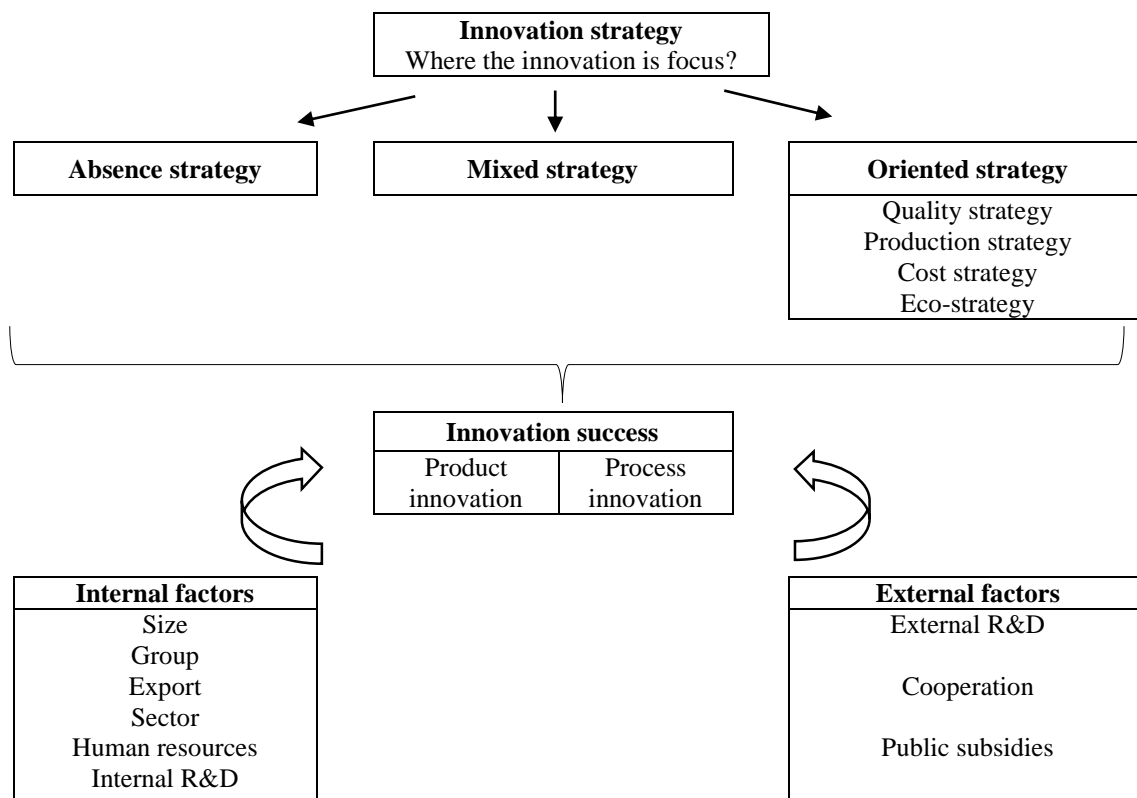 Innovation strategy
Where the innovation is focus?
Absence strategy
Mixed strategy
Oriented strategy
Quality strategy
Production strategy
Cost strategy
Eco-strategy
Innovation success
Product
innovation
Process
innovation
Internal factors
Size
Group
Export
Sector
Human resources
Internal R&D
External factors
External R&D
Cooperation
Public subsidies